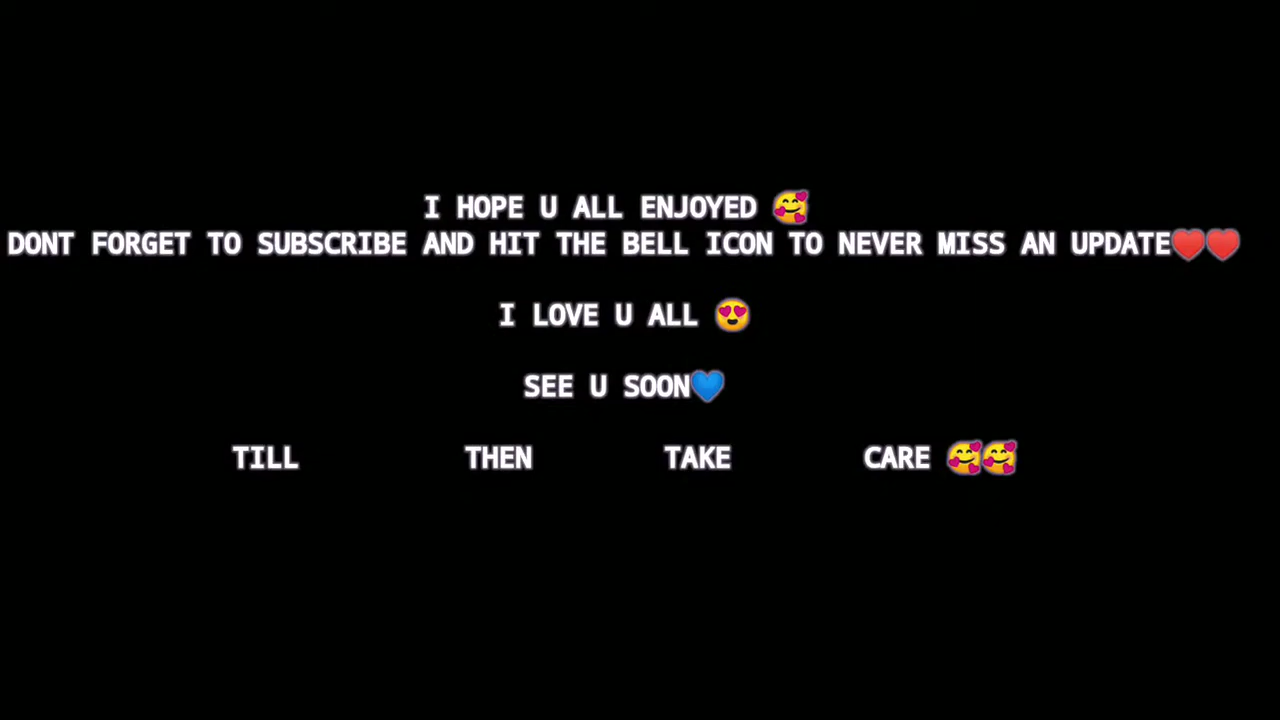 I HOPE U ALL ENJOYED 🥰
DONT FORGET TO SUBSCRIBE AND HIT THE BELL ICON TO NEVER MISS AN UPDATE♥️♥️
I LOVE U ALL 😍
SEE U SOON💙
TILL THEN TAKE CARE 🥰🥰